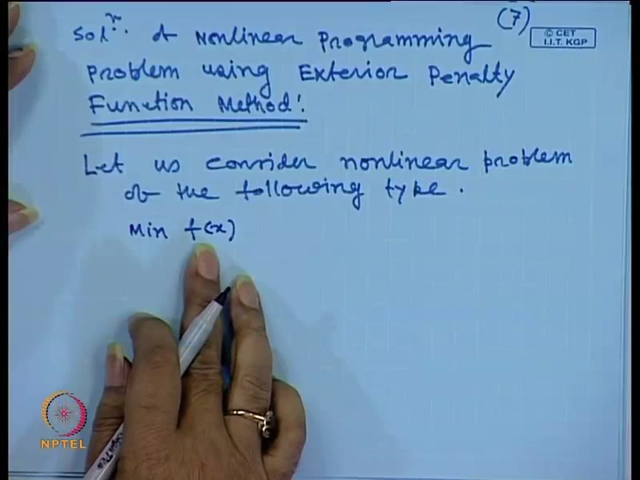 (7)
© CET
I.I.T. KGP
Solⁿ. of Nonlinear Programming
Problem using Exterior Penalty
Function Method:
Let us consider nonlinear problem
of the following type.
Min f(x)
NPTEL